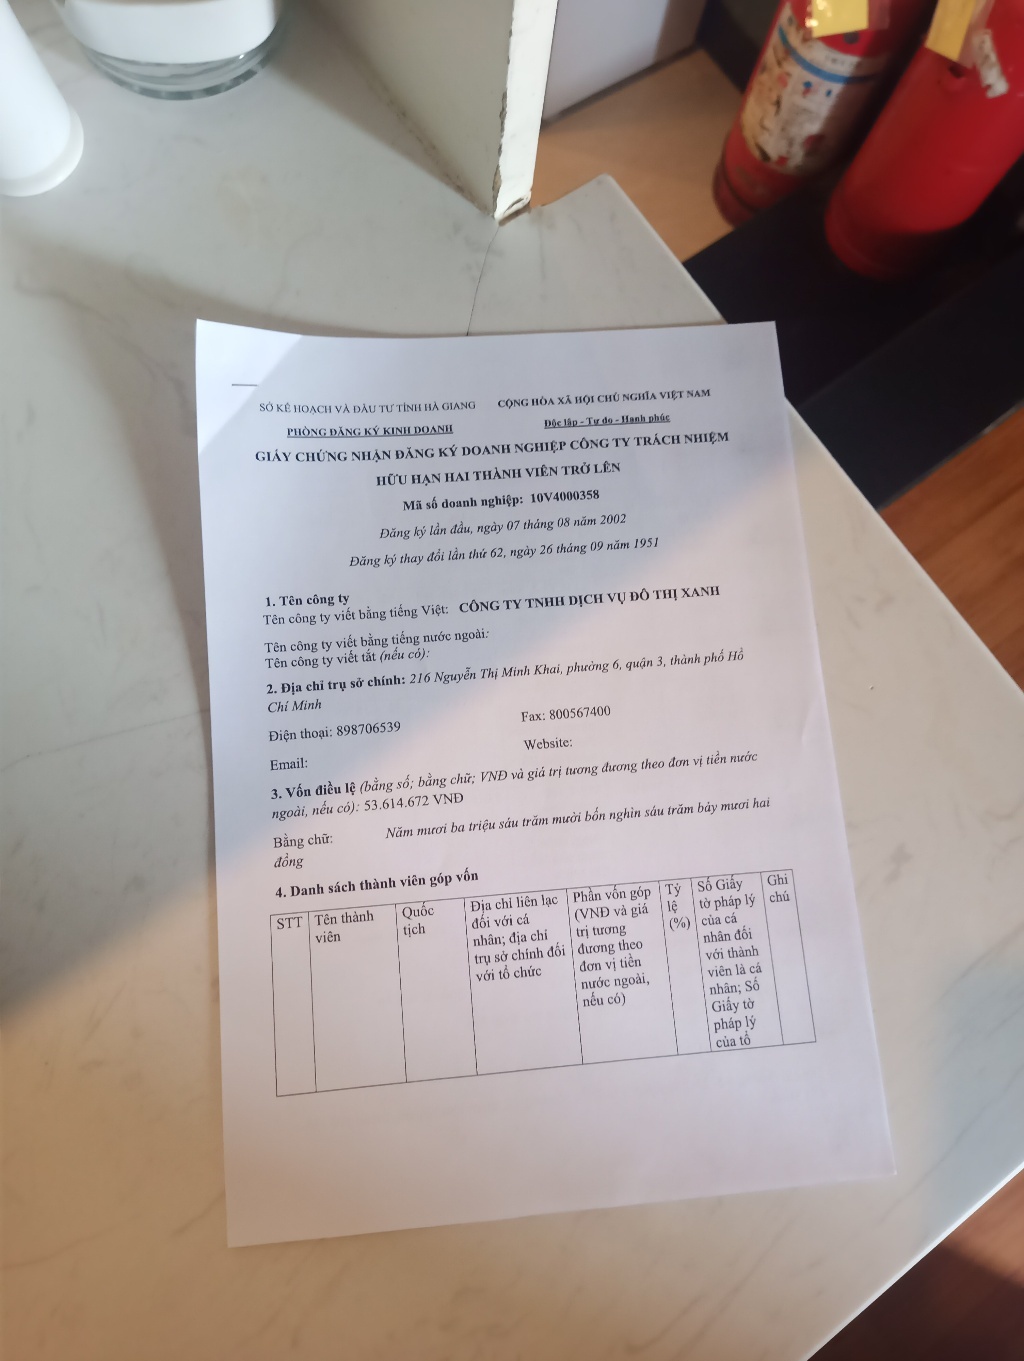 SỞ KẾ HOẠCH VÀ ĐẦU TƯ TỈNH HÀ GIANG
PHÒNG ĐĂNG KÝ KINH DOANH
CỘNG HÒA XÃ HỘI CHỦ NGHĨA VIỆT NAM
Độc lập - Tự do - Hạnh phúc
GIẤY CHỨNG NHẬN ĐĂNG KÝ DOANH NGHIỆP CÔNG TY TRÁCH NHIỆM
HỮU HẠN HAI THÀNH VIÊN TRỞ LÊN
Mã số doanh nghiệp: 10V4000358
Đăng ký lần đầu, ngày 07 tháng 08 năm 2002
Đăng ký thay đổi lần thứ 62, ngày 26 tháng 09 năm 1951
1. Tên công ty
Tên công ty viết bằng tiếng Việt: CÔNG TY TNHH DỊCH VỤ ĐÔ THỊ XANH
Tên công ty viết bằng tiếng nước ngoài:
Tên công ty viết tắt (nếu có):
2. Địa chỉ trụ sở chính: 216 Nguyễn Thị Minh Khai, phường 6, quận 3, thành phố Hồ
Chí Minh
Điện thoại: 898706539 Fax: 800567400
Email: Website:
3. Vốn điều lệ (bằng số; bằng chữ; VNĐ và giá trị tương đương theo đơn vị tiền nước
ngoài, nếu có): 53.614.672 VNĐ
Bằng chữ: Năm mươi ba triệu sáu trăm mười bốn nghìn sáu trăm bảy mươi hai
đồng
4. Danh sách thành viên góp vốn
STT
Tên thành
viên
Quốc
tịch
Địa chỉ liên lạc
đối với cá
nhân; địa chỉ
trụ sở chính đối
với tổ chức
Phần vốn góp
(VNĐ và giá
trị tương
đương theo
đơn vị tiền
nước ngoài,
nếu có)
Tỷ
lệ
(%)
Số Giấy
tờ pháp lý
của cá
nhân đối
với thành
viên là cá
nhân; Số
Giấy tờ
pháp lý
của tổ
Ghi
chú